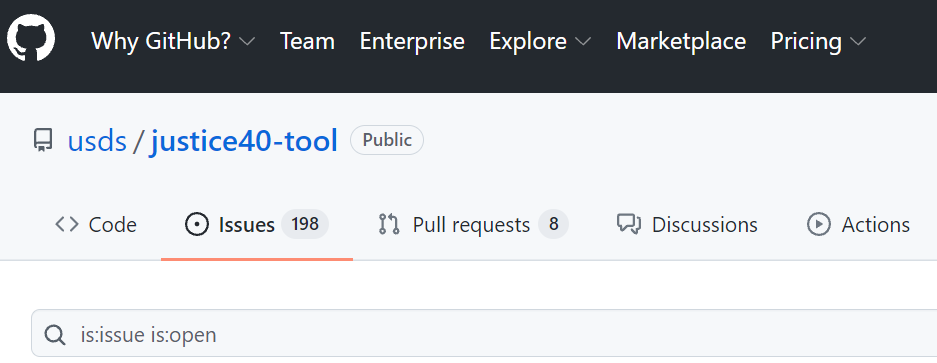 Why GitHub? Team Enterprise Explore Marketplace Pricing
usds / justice40-tool Public
Code Issues 198 Pull requests 8 Discussions Actions
is:issue is:open